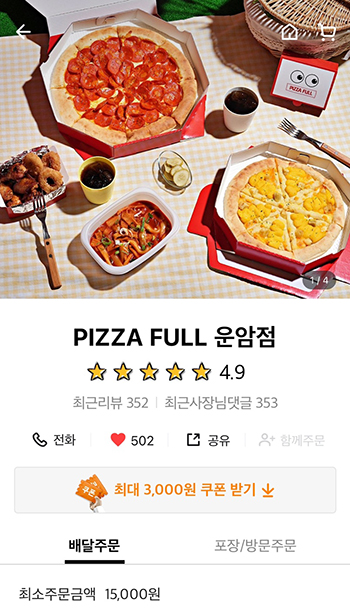 PIZZA FULL
1 / 4
PIZZA FULL 운암점
4.9
최근리뷰 352 | 최근사장님댓글 353
전화 502 공유 함께주문
쿠폰 최대 3,000원 쿠폰 받기
배달주문 포장/방문주문
최소주문금액 15,000원